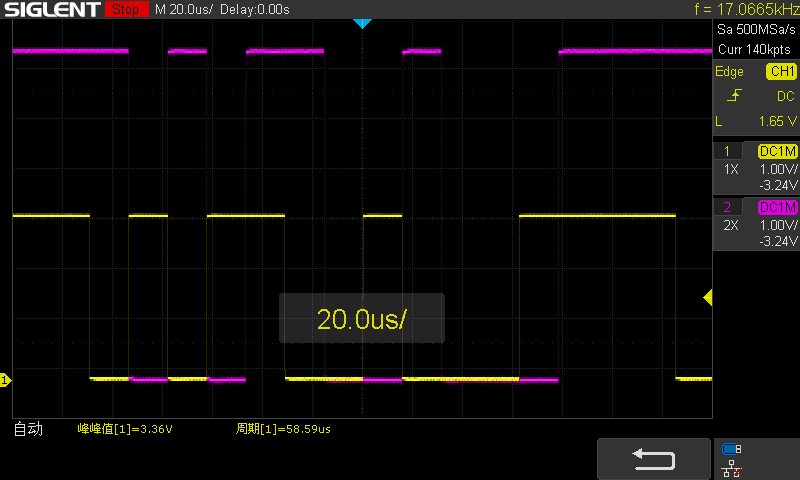 SIGLENT Stop M 20.0us/ Delay:0.00s f = 17.0665kHz
Sa 500MSa/s
Curr 140kpts
Edge CH1
DC
L 1.65 V
1 DC1M
1X 1.00V/
-3.24V
2 DC1M
2X 1.00V/
-3.24V
20.0us/
1
自动 峰峰值[1]=3.36V 周期[1]=58.59us